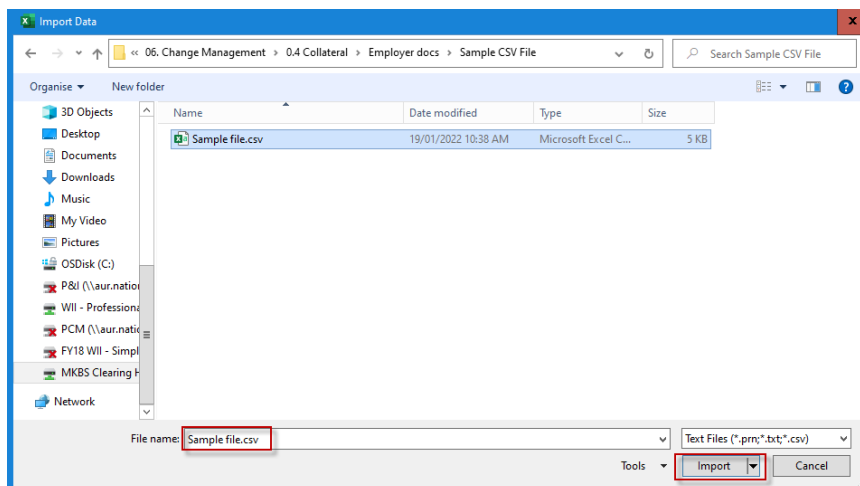 Import Data
« 06. Change Management › 0.4 Collateral › Employer docs › Sample CSV File
Search Sample CSV File
Organise
New folder
Name Date modified Type Size
Sample file.csv 19/01/2022 10:38 AM Microsoft Excel C... 5 KB
3D Objects
Desktop
Documents
Downloads
Music
My Video
Pictures
OSDisk (C:)
P&I (\\aur.nation
WII - Professiona
PCM (\\aur.natio
FY18 WII - Simpl
MKBS Clearing H
Network
File name: Sample file.csv Text Files (*.prn;*.txt;*.csv)
Tools Import Cancel